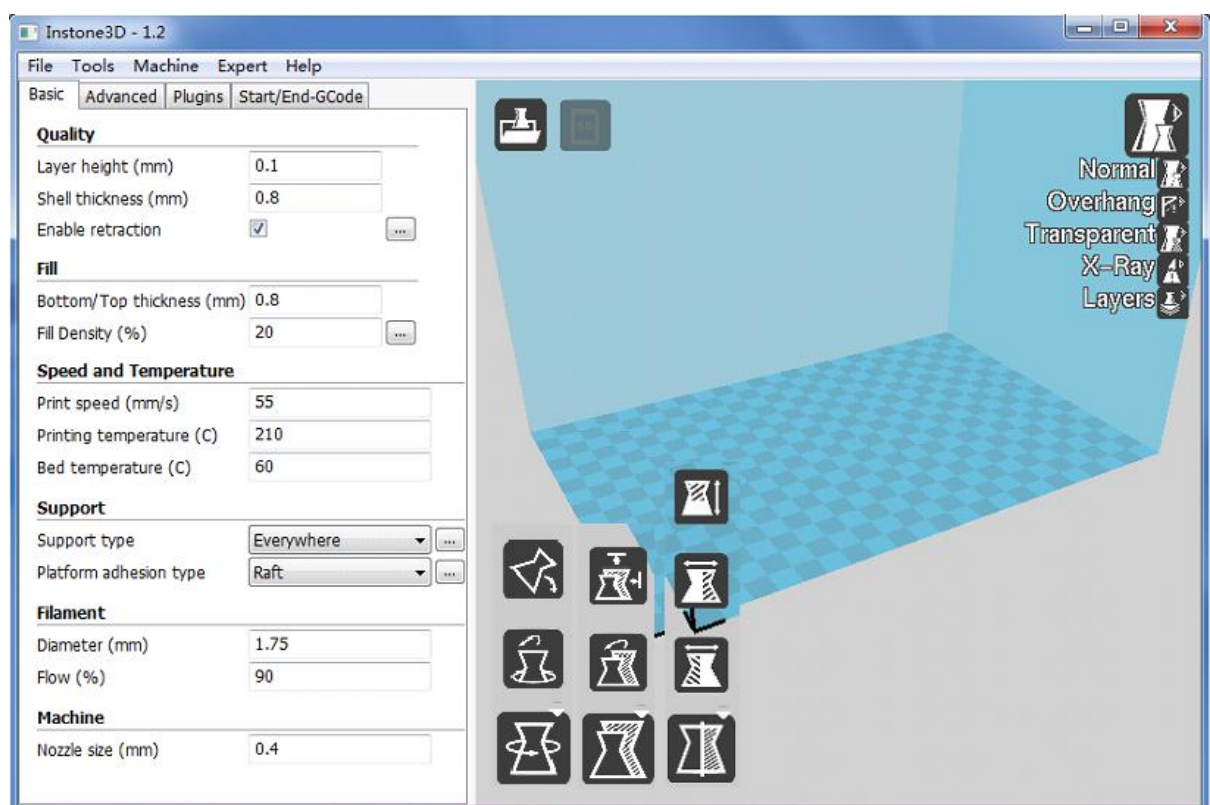 Instone3D - 1.2
File Tools Machine Expert Help
Basic Advanced Plugins Start/End-GCode
Quality
Layer height (mm) 0.1
Shell thickness (mm) 0.8
Enable retraction ...
Fill
Bottom/Top thickness (mm) 0.8
Fill Density (%) 20 ...
Speed and Temperature
Print speed (mm/s) 55
Printing temperature (C) 210
Bed temperature (C) 60
Support
Support type Everywhere ...
Platform adhesion type Raft ...
Filament
Diameter (mm) 1.75
Flow (%) 90
Machine
Nozzle size (mm) 0.4
Normal
Overhang
Transparent
X-Ray
Layers